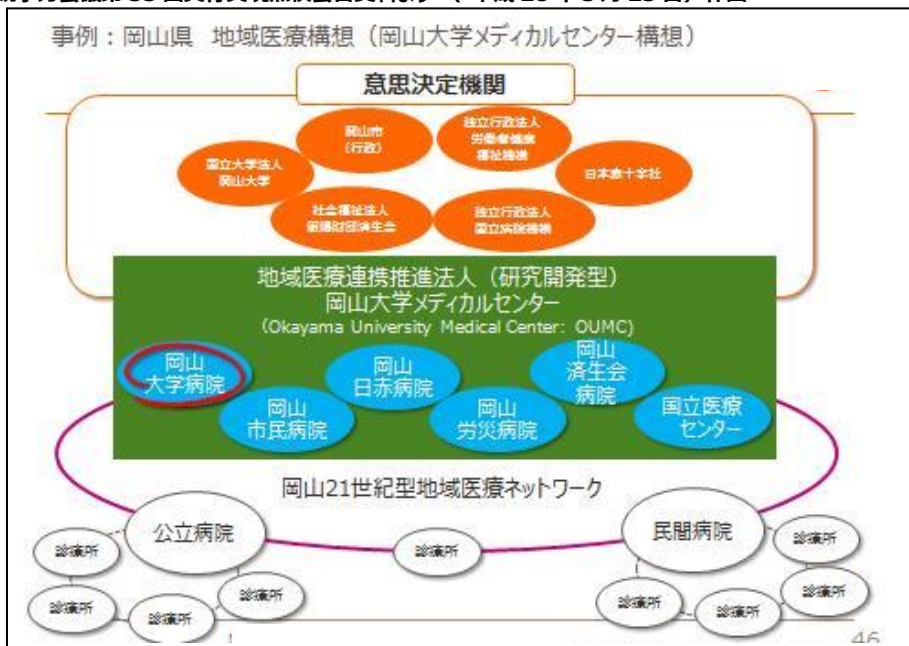 事例：岡山県 地域医療構想（岡山大学メディカルセンター構想）
意思決定機関
岡山市
(行政)
独立行政法人
労働者健康
福祉機構
国立大学法人
岡山大学
日本赤十字社
社会福祉法人
恩賜財団済生会
独立行政法人
国立病院機構
地域医療連携推進法人（研究開発型）
岡山大学メディカルセンター
(Okayama University Medical Center: OUMC)
岡山
大学病院
岡山
市民病院
岡山
日赤病院
岡山
労災病院
岡山
済生会
病院
国立医療
センター
岡山21世紀型地域医療ネットワーク
公立病院
民間病院
診療所
診療所
診療所
診療所
診療所
診療所
診療所
診療所
診療所
46